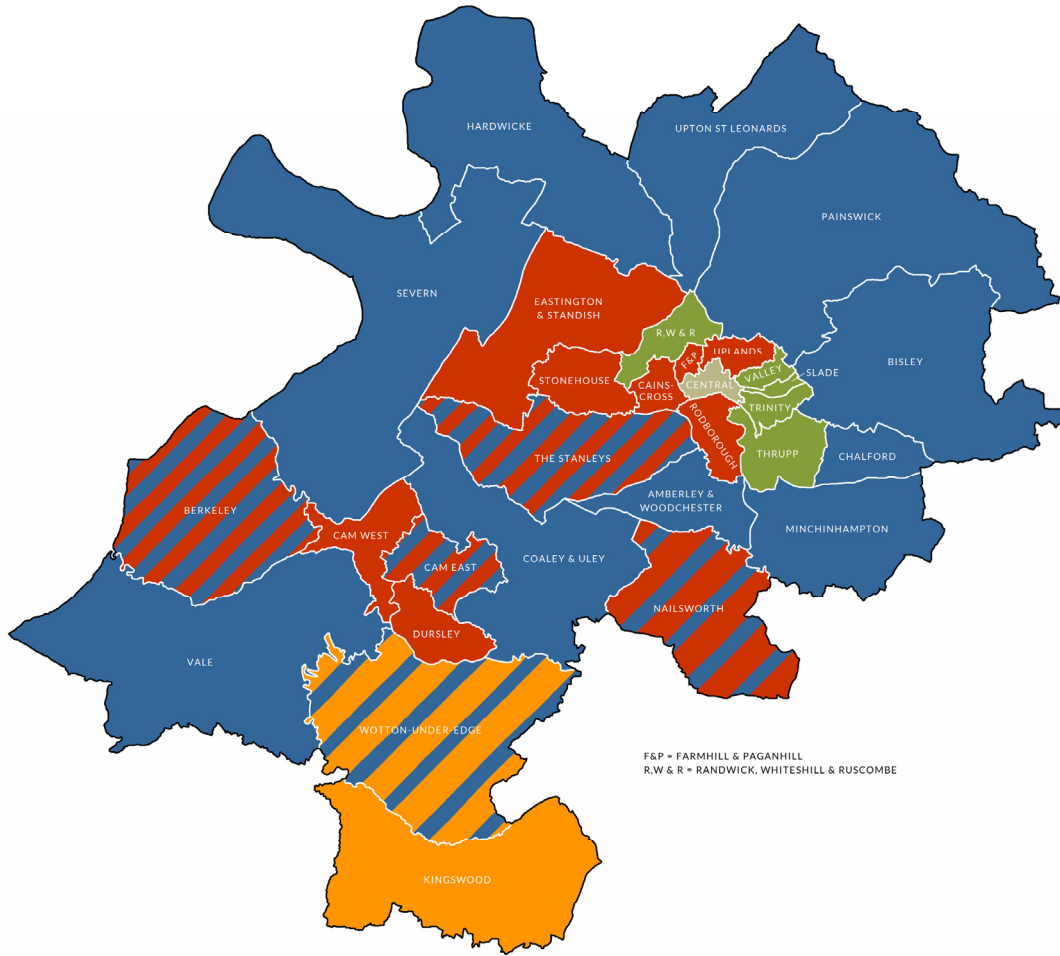 HARDWICKE
UPTON ST LEONARDS
PAINSWICK
SEVERN
EASTINGTON
& STANDISH
R,W & R
F&P
UPLANDS
BISLEY
VALLEY
SLADE
STONEHOUSE
CAINS-
CROSS
CENTRAL
TRINITY
RODBOROUGH
THRUPP
CHALFORD
THE STANLEYS
AMBERLEY &
WOODCHESTER
MINCHINHAMPTON
BERKELEY
CAM WEST
CAM EAST
COALEY & ULEY
NAILSWORTH
DURSLEY
VALE
WOTTON-UNDER-EDGE
F&P = FARMHILL & PAGANHILL
R,W & R = RANDWICK, WHITESHILL & RUSCOMBE
KINGSWOOD